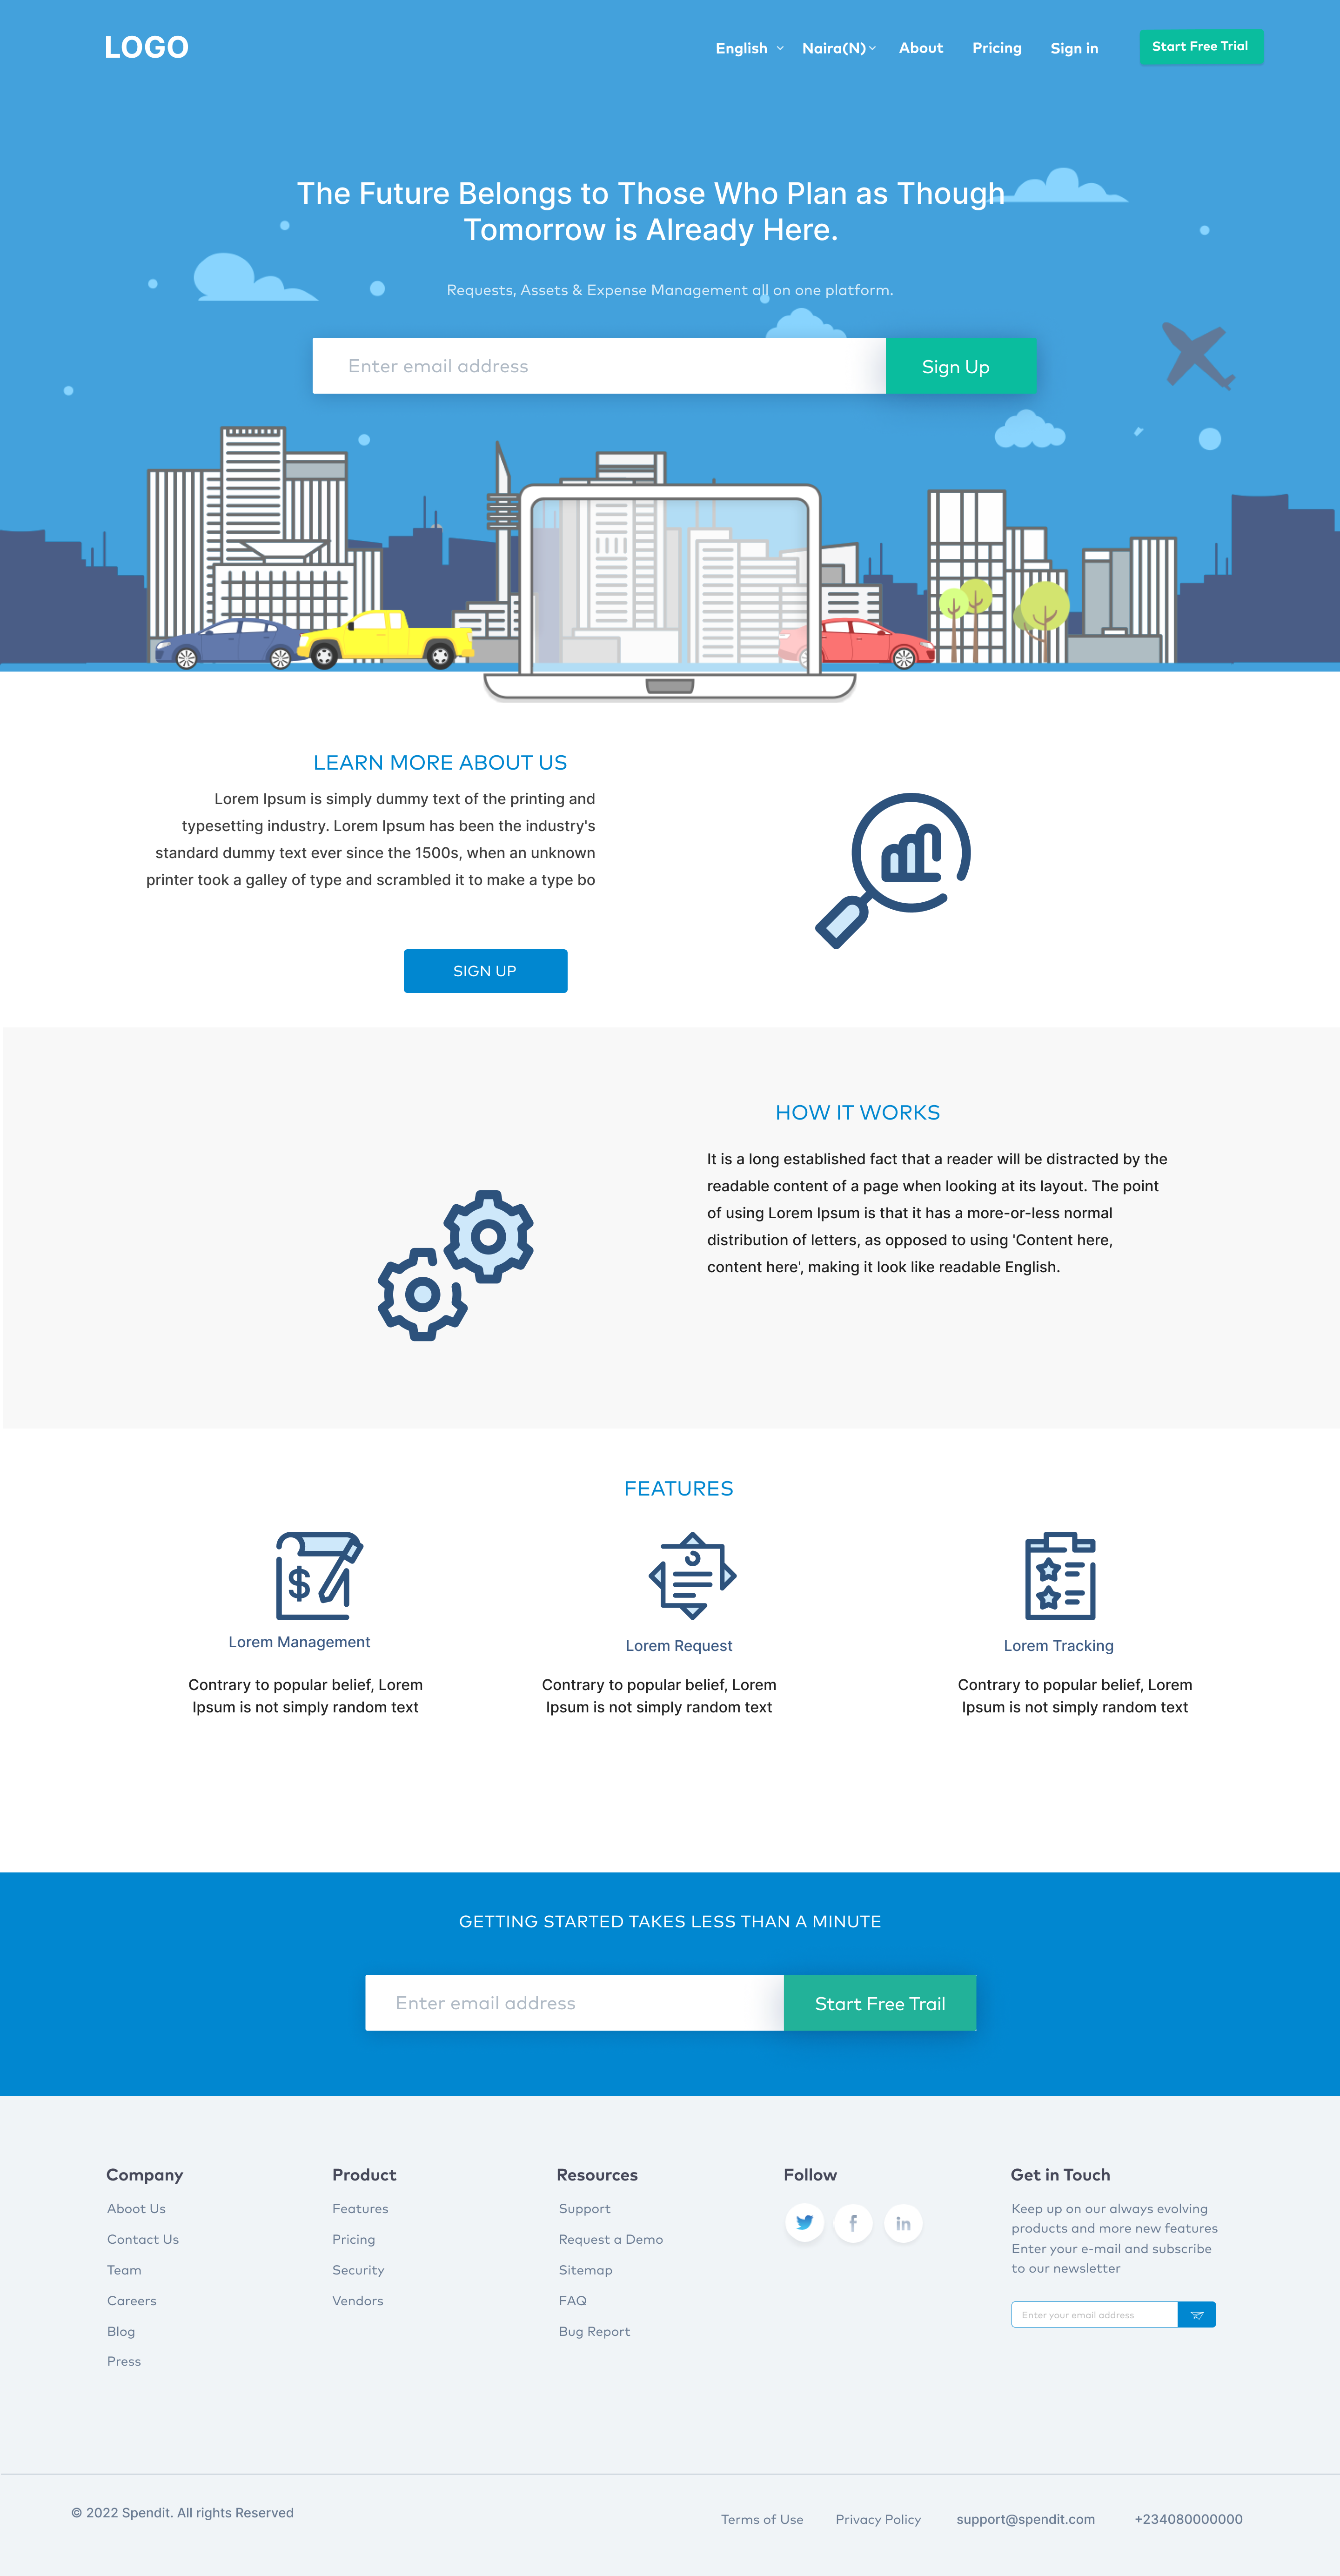 LOGO
English
Naira(N)
About
Pricing
Sign in
Start Free Trial
The Future Belongs to Those Who Plan as Though
Tomorrow is Already Here.
Requests, Assets & Expense Management all on one platform.
Enter email address
Sign Up
LEARN MORE ABOUT US
Lorem Ipsum is simply dummy text of the printing and
typesetting industry. Lorem Ipsum has been the industry's
standard dummy text ever since the 1500s, when an unknown
printer took a galley of type and scrambled it to make a type bo
SIGN UP
HOW IT WORKS
It is a long established fact that a reader will be distracted by the
readable content of a page when looking at its layout. The point
of using Lorem Ipsum is that it has a more-or-less normal
distribution of letters, as opposed to using 'Content here,
content here', making it look like readable English.
FEATURES
$
Lorem Management
Contrary to popular belief, Lorem
Ipsum is not simply random text
Lorem Request
Contrary to popular belief, Lorem
Ipsum is not simply random text
Lorem Tracking
Contrary to popular belief, Lorem
Ipsum is not simply random text
GETTING STARTED TAKES LESS THAN A MINUTE
Enter email address
Start Free Trail
Company
Aboot Us
Contact Us
Team
Careers
Blog
Press
Product
Features
Pricing
Security
Vendors
Resources
Support
Request a Demo
Sitemap
FAQ
Bug Report
Follow
f
in
Get in Touch
Keep up on our always evolving
products and more new features
Enter your e-mail and subscribe
to our newsletter
Enter your email address
© 2022 Spendit. All rights Reserved
Terms of Use
Privacy Policy
support@spendit.com
+234080000000